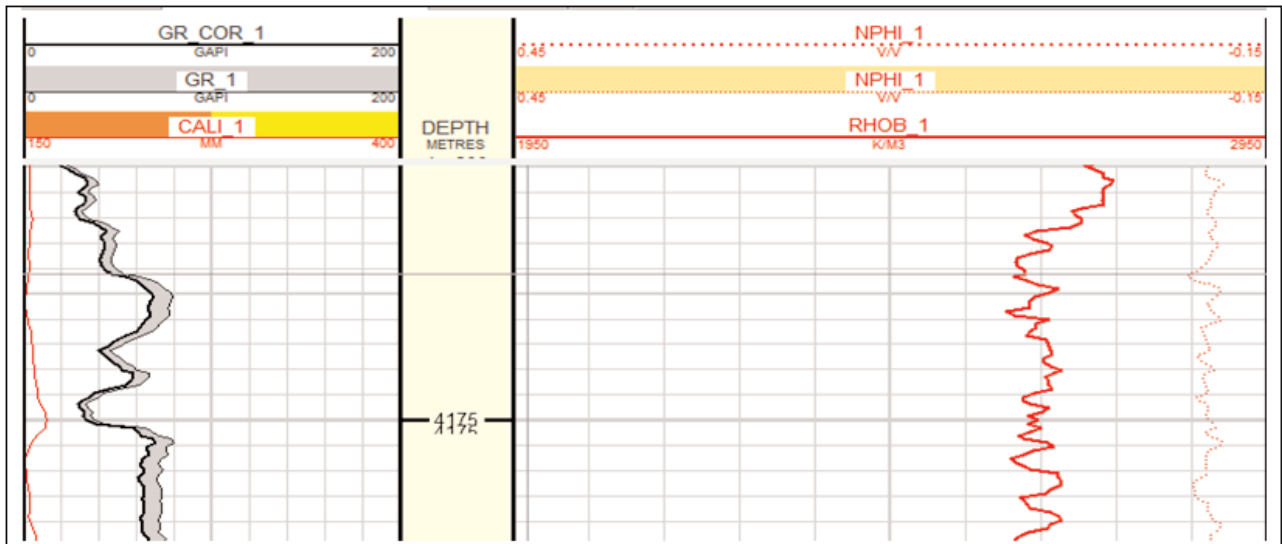 GR_COR_1
0 GAPI 200
GR_1
0 GAPI 200
CALI_1
150 MM 400
DEPTH
METRES
NPHI_1
0.45 V/V -0.15
NPHI_1
0.45 V/V -0.15
RHOB_1
1950 K/M3 2950
4175